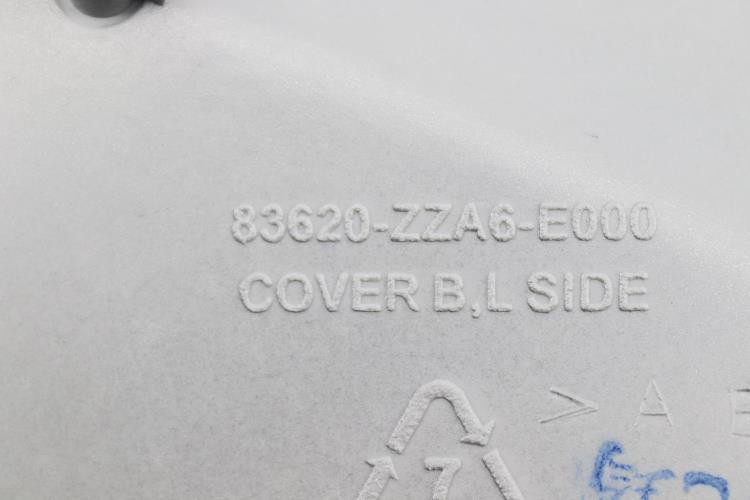 83620-ZZA6-E000
COVER B,L SIDE
> A
7